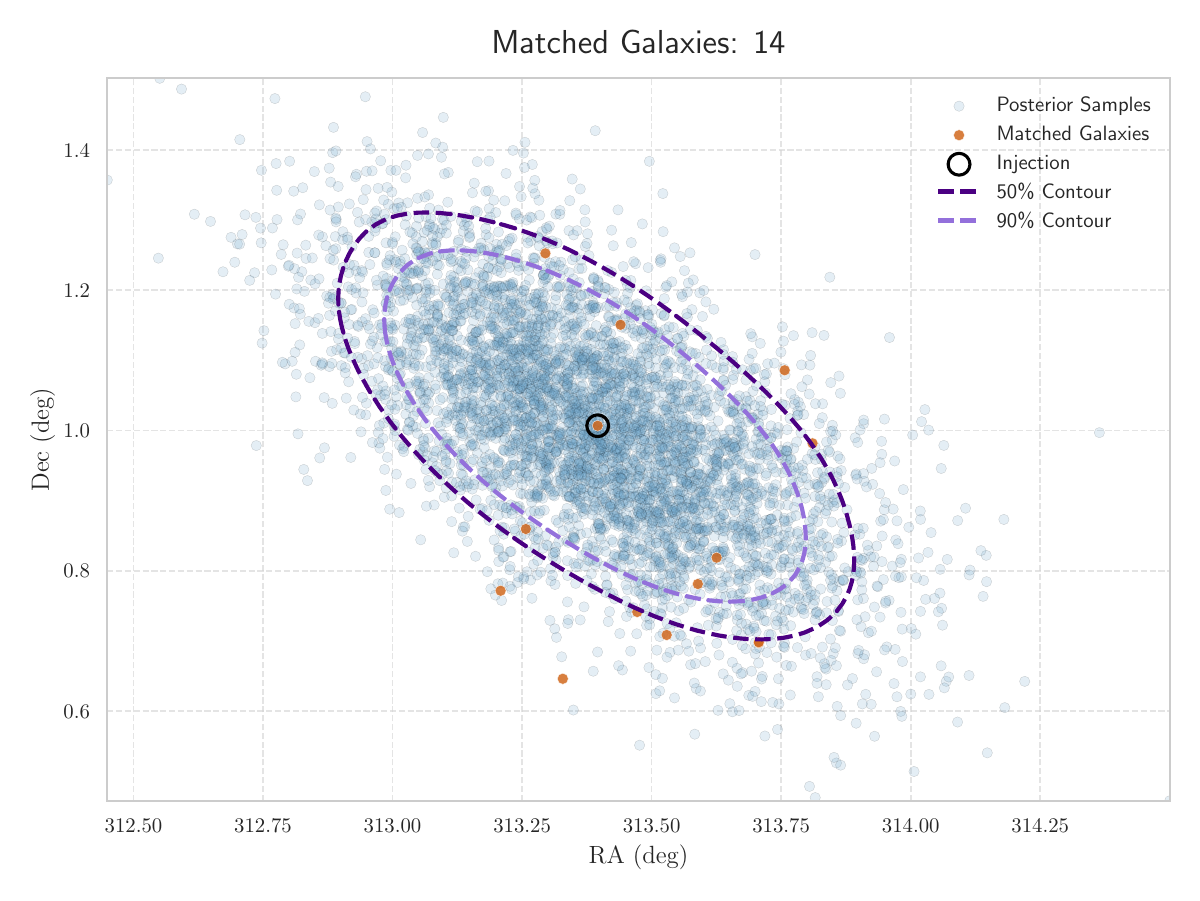 Matched Galaxies: 14
Posterior Samples
Matched Galaxies
Injection
50% Contour
90% Contour
1.4
1.2
1.0
0.8
0.6
Dec (deg)
312.50 312.75 313.00 313.25 313.50 313.75 314.00 314.25
RA (deg)